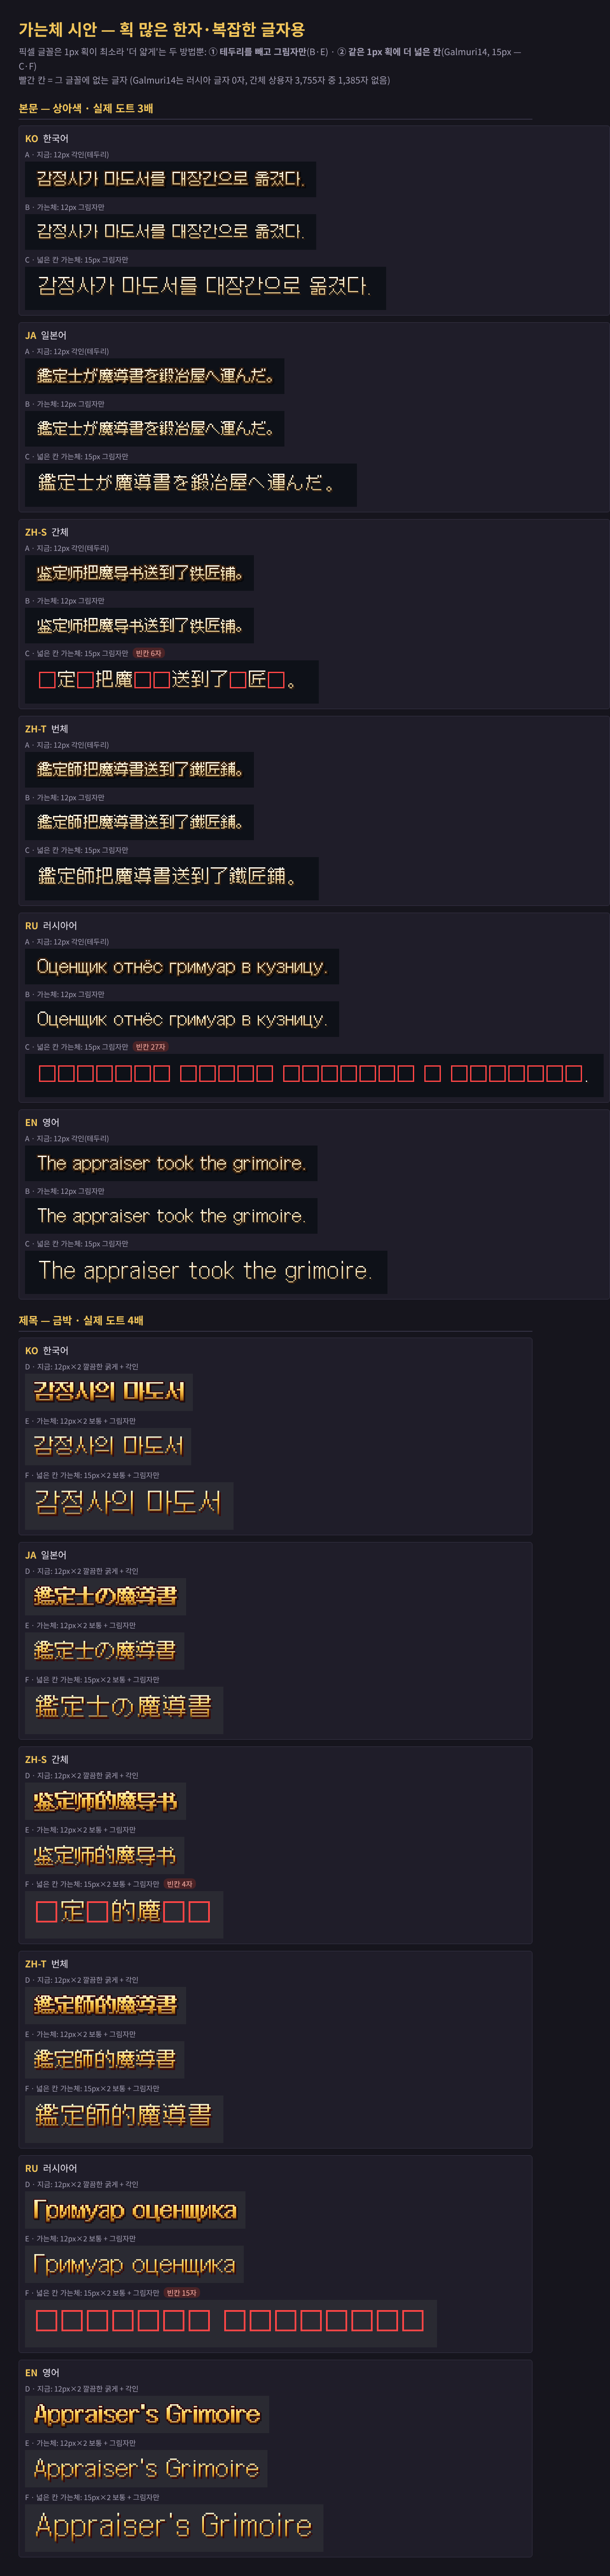 가는체 시안 — 획 많은 한자·복잡한 글자용
픽셀 글꼴은 1px 획이 최소라 '더 얇게'는 두 방법뿐: ① 테두리를 빼고 그림자만(B·E) · ② 같은 1px 획에 더 넓은 칸(Galmuri14, 15px —
C·F)
빨간 칸 = 그 글꼴에 없는 글자 (Galmuri14는 러시아 글자 0자, 간체 상용자 3,755자 중 1,385자 없음)
본문 — 상아색 · 실제 도트 3배
KO 한국어
A · 지금: 12px 각인(테두리)
감정사가 마도서를 대장간으로 옮겼다.
B · 가는체: 12px 그림자만
감정사가 마도서를 대장간으로 옮겼다.
C · 넓은 칸 가는체: 15px 그림자만
감정사가 마도서를 대장간으로 옮겼다.
JA 일본어
A · 지금: 12px 각인(테두리)
鑑定士が魔導書を鍛冶屋へ運んだ。
B · 가는체: 12px 그림자만
鑑定士が魔導書を鍛冶屋へ運んだ。
C · 넓은 칸 가는체: 15px 그림자만
鑑定士が魔導書を鍛冶屋へ運んだ。
ZH-S 간체
A · 지금: 12px 각인(테두리)
鉴定师把魔导书送到了铁匠铺。
B · 가는체: 12px 그림자만
鉴定师把魔导书送到了铁匠铺。
C · 넓은 칸 가는체: 15px 그림자만 빈칸 6자
□定□把魔□□送到了□匠□。
ZH-T 번체
A · 지금: 12px 각인(테두리)
鑑定師把魔導書送到了鐵匠鋪。
B · 가는체: 12px 그림자만
鑑定師把魔導書送到了鐵匠鋪。
C · 넓은 칸 가는체: 15px 그림자만
鑑定師把魔導書送到了鐵匠鋪。
RU 러시아어
A · 지금: 12px 각인(테두리)
Оценщик отнёс гримуар в кузницу.
B · 가는체: 12px 그림자만
Оценщик отнёс гримуар в кузницу.
C · 넓은 칸 가는체: 15px 그림자만 빈칸 27자
□□□□□□□ □□□□□ □□□□□□□ □ □□□□□□□.
EN 영어
A · 지금: 12px 각인(테두리)
The appraiser took the grimoire.
B · 가는체: 12px 그림자만
The appraiser took the grimoire.
C · 넓은 칸 가는체: 15px 그림자만
The appraiser took the grimoire.
제목 — 금박 · 실제 도트 4배
KO 한국어
D · 지금: 12px×2 깔끔한 굵게 + 각인
감정사의 마도서
E · 가는체: 12px×2 보통 + 그림자만
감정사의 마도서
F · 넓은 칸 가는체: 15px×2 보통 + 그림자만
감정사의 마도서
JA 일본어
D · 지금: 12px×2 깔끔한 굵게 + 각인
鑑定士の魔導書
E · 가는체: 12px×2 보통 + 그림자만
鑑定士の魔導書
F · 넓은 칸 가는체: 15px×2 보통 + 그림자만
鑑定士の魔導書
ZH-S 간체
D · 지금: 12px×2 깔끔한 굵게 + 각인
鉴定师的魔导书
E · 가는체: 12px×2 보통 + 그림자만
鉴定师的魔导书
F · 넓은 칸 가는체: 15px×2 보통 + 그림자만 빈칸 4자
□定□的魔□□
ZH-T 번체
D · 지금: 12px×2 깔끔한 굵게 + 각인
鑑定師的魔導書
E · 가는체: 12px×2 보통 + 그림자만
鑑定師的魔導書
F · 넓은 칸 가는체: 15px×2 보통 + 그림자만
鑑定師的魔導書
RU 러시아어
D · 지금: 12px×2 깔끔한 굵게 + 각인
Гримуар оценщика
E · 가는체: 12px×2 보통 + 그림자만
Гримуар оценщика
F · 넓은 칸 가는체: 15px×2 보통 + 그림자만 빈칸 15자
□□□□□□□ □□□□□□□□
EN 영어
D · 지금: 12px×2 깔끔한 굵게 + 각인
Appraiser's Grimoire
E · 가는체: 12px×2 보통 + 그림자만
Appraiser's Grimoire
F · 넓은 칸 가는체: 15px×2 보통 + 그림자만
Appraiser's Grimoire